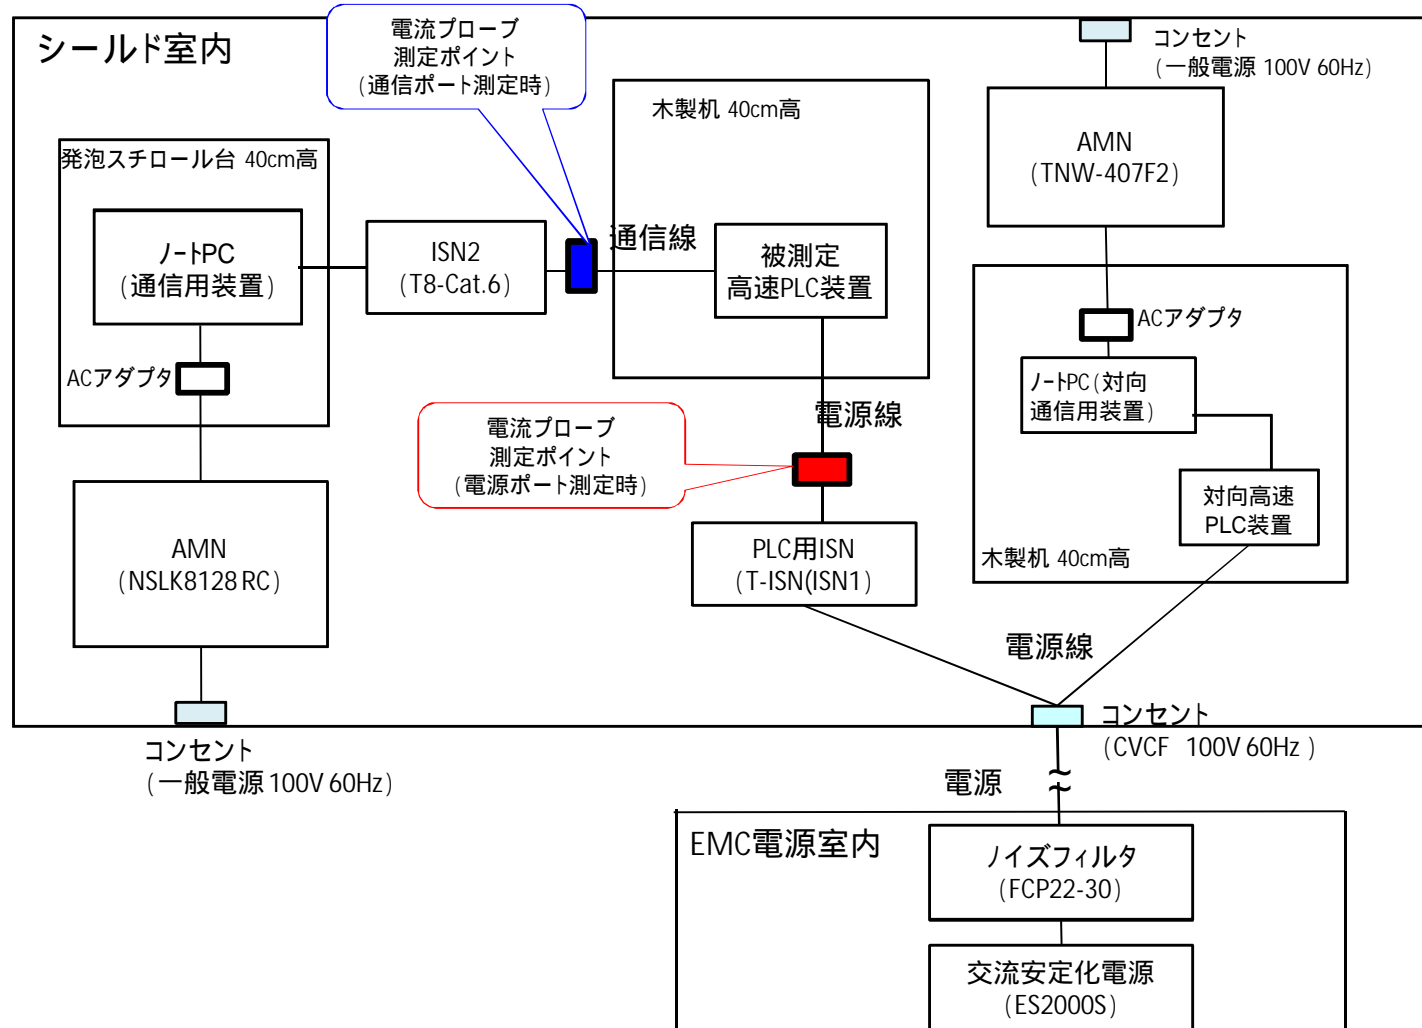 シールド室内
電流プローブ
測定ポイント
(通信ポート測定時)
コンセント
(一般電源 100V 60Hz)
木製机 40cm高
AMN
(TNW-407F2)
発泡スチロール台 40cm高
ノートPC
(通信用装置)
ISN2
(T8-Cat.6)
通信線
被測定
高速PLC装置
ACアダプタ
ACアダプタ
ノートPC(対向
通信用装置)
電源線
電流プローブ
測定ポイント
(電源ポート測定時)
対向高速
PLC装置
木製机 40cm高
AMN
(NSLK8128 RC)
PLC用ISN
(T-ISN(ISN1)
電源線
コンセント
(CVCF 100V 60Hz )
コンセント
(一般電源 100V 60Hz)
電源
EMC電源室内
ノイズフィルタ
(FCP22-30)
交流安定化電源
(ES2000S)